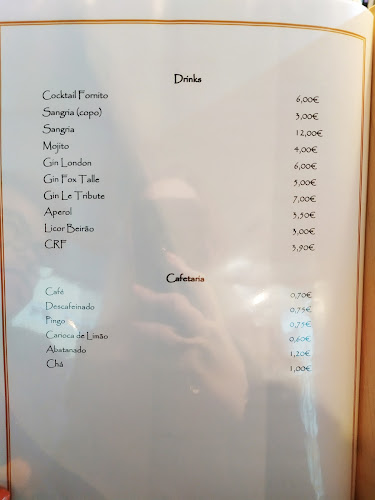 Drinks
Cocktail Fornito 6,00€
Sangria (copo) 3,00€
Sangria 12,00€
Mojito 4,00€
Gin London 6,00€
Gin Fox Talle 5,00€
Gin Le Tribute 7,00€
Aperol 3,50€
Licor Beirão 3,00€
CRF 3,90€
Cafetaria
Café 0,70€
Descafeinado 0,75€
Pingo 0,75€
Carioca de Limão 0,60€
Abatanado 1,20€
Chá 1,00€